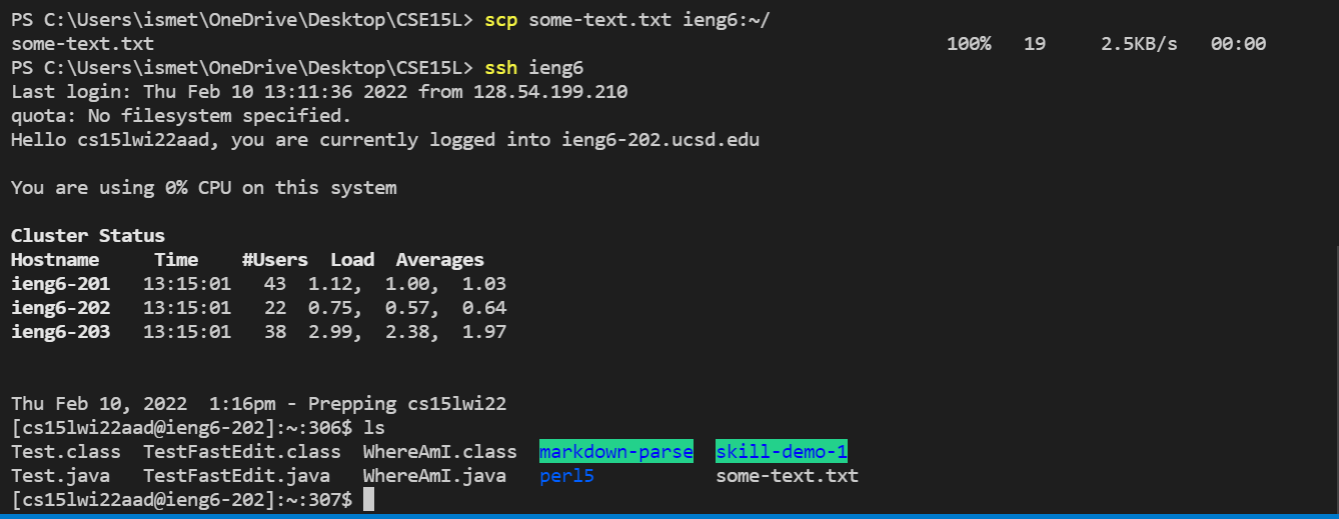 PS C:\Users\ismet\OneDrive\Desktop\CSE15L> scp some-text.txt ieng6:~/
some-text.txt 100% 19 2.5KB/s 00:00
PS C:\Users\ismet\OneDrive\Desktop\CSE15L> ssh ieng6
Last login: Thu Feb 10 13:11:36 2022 from 128.54.199.210
quota: No filesystem specified.
Hello cs15lwi22aad, you are currently logged into ieng6-202.ucsd.edu
You are using 0% CPU on this system
Cluster Status
Hostname Time #Users Load Averages
ieng6-201 13:15:01 43 1.12, 1.00, 1.03
ieng6-202 13:15:01 22 0.75, 0.57, 0.64
ieng6-203 13:15:01 38 2.99, 2.38, 1.97
Thu Feb 10, 2022 1:16pm - Prepping cs15lwi22
[cs15lwi22aad@ieng6-202]:~:306$ ls
Test.class TestFastEdit.class WhereAmI.class markdown-parse skill-demo-1
Test.java TestFastEdit.java WhereAmI.java perl5 some-text.txt
[cs15lwi22aad@ieng6-202]:~:307$